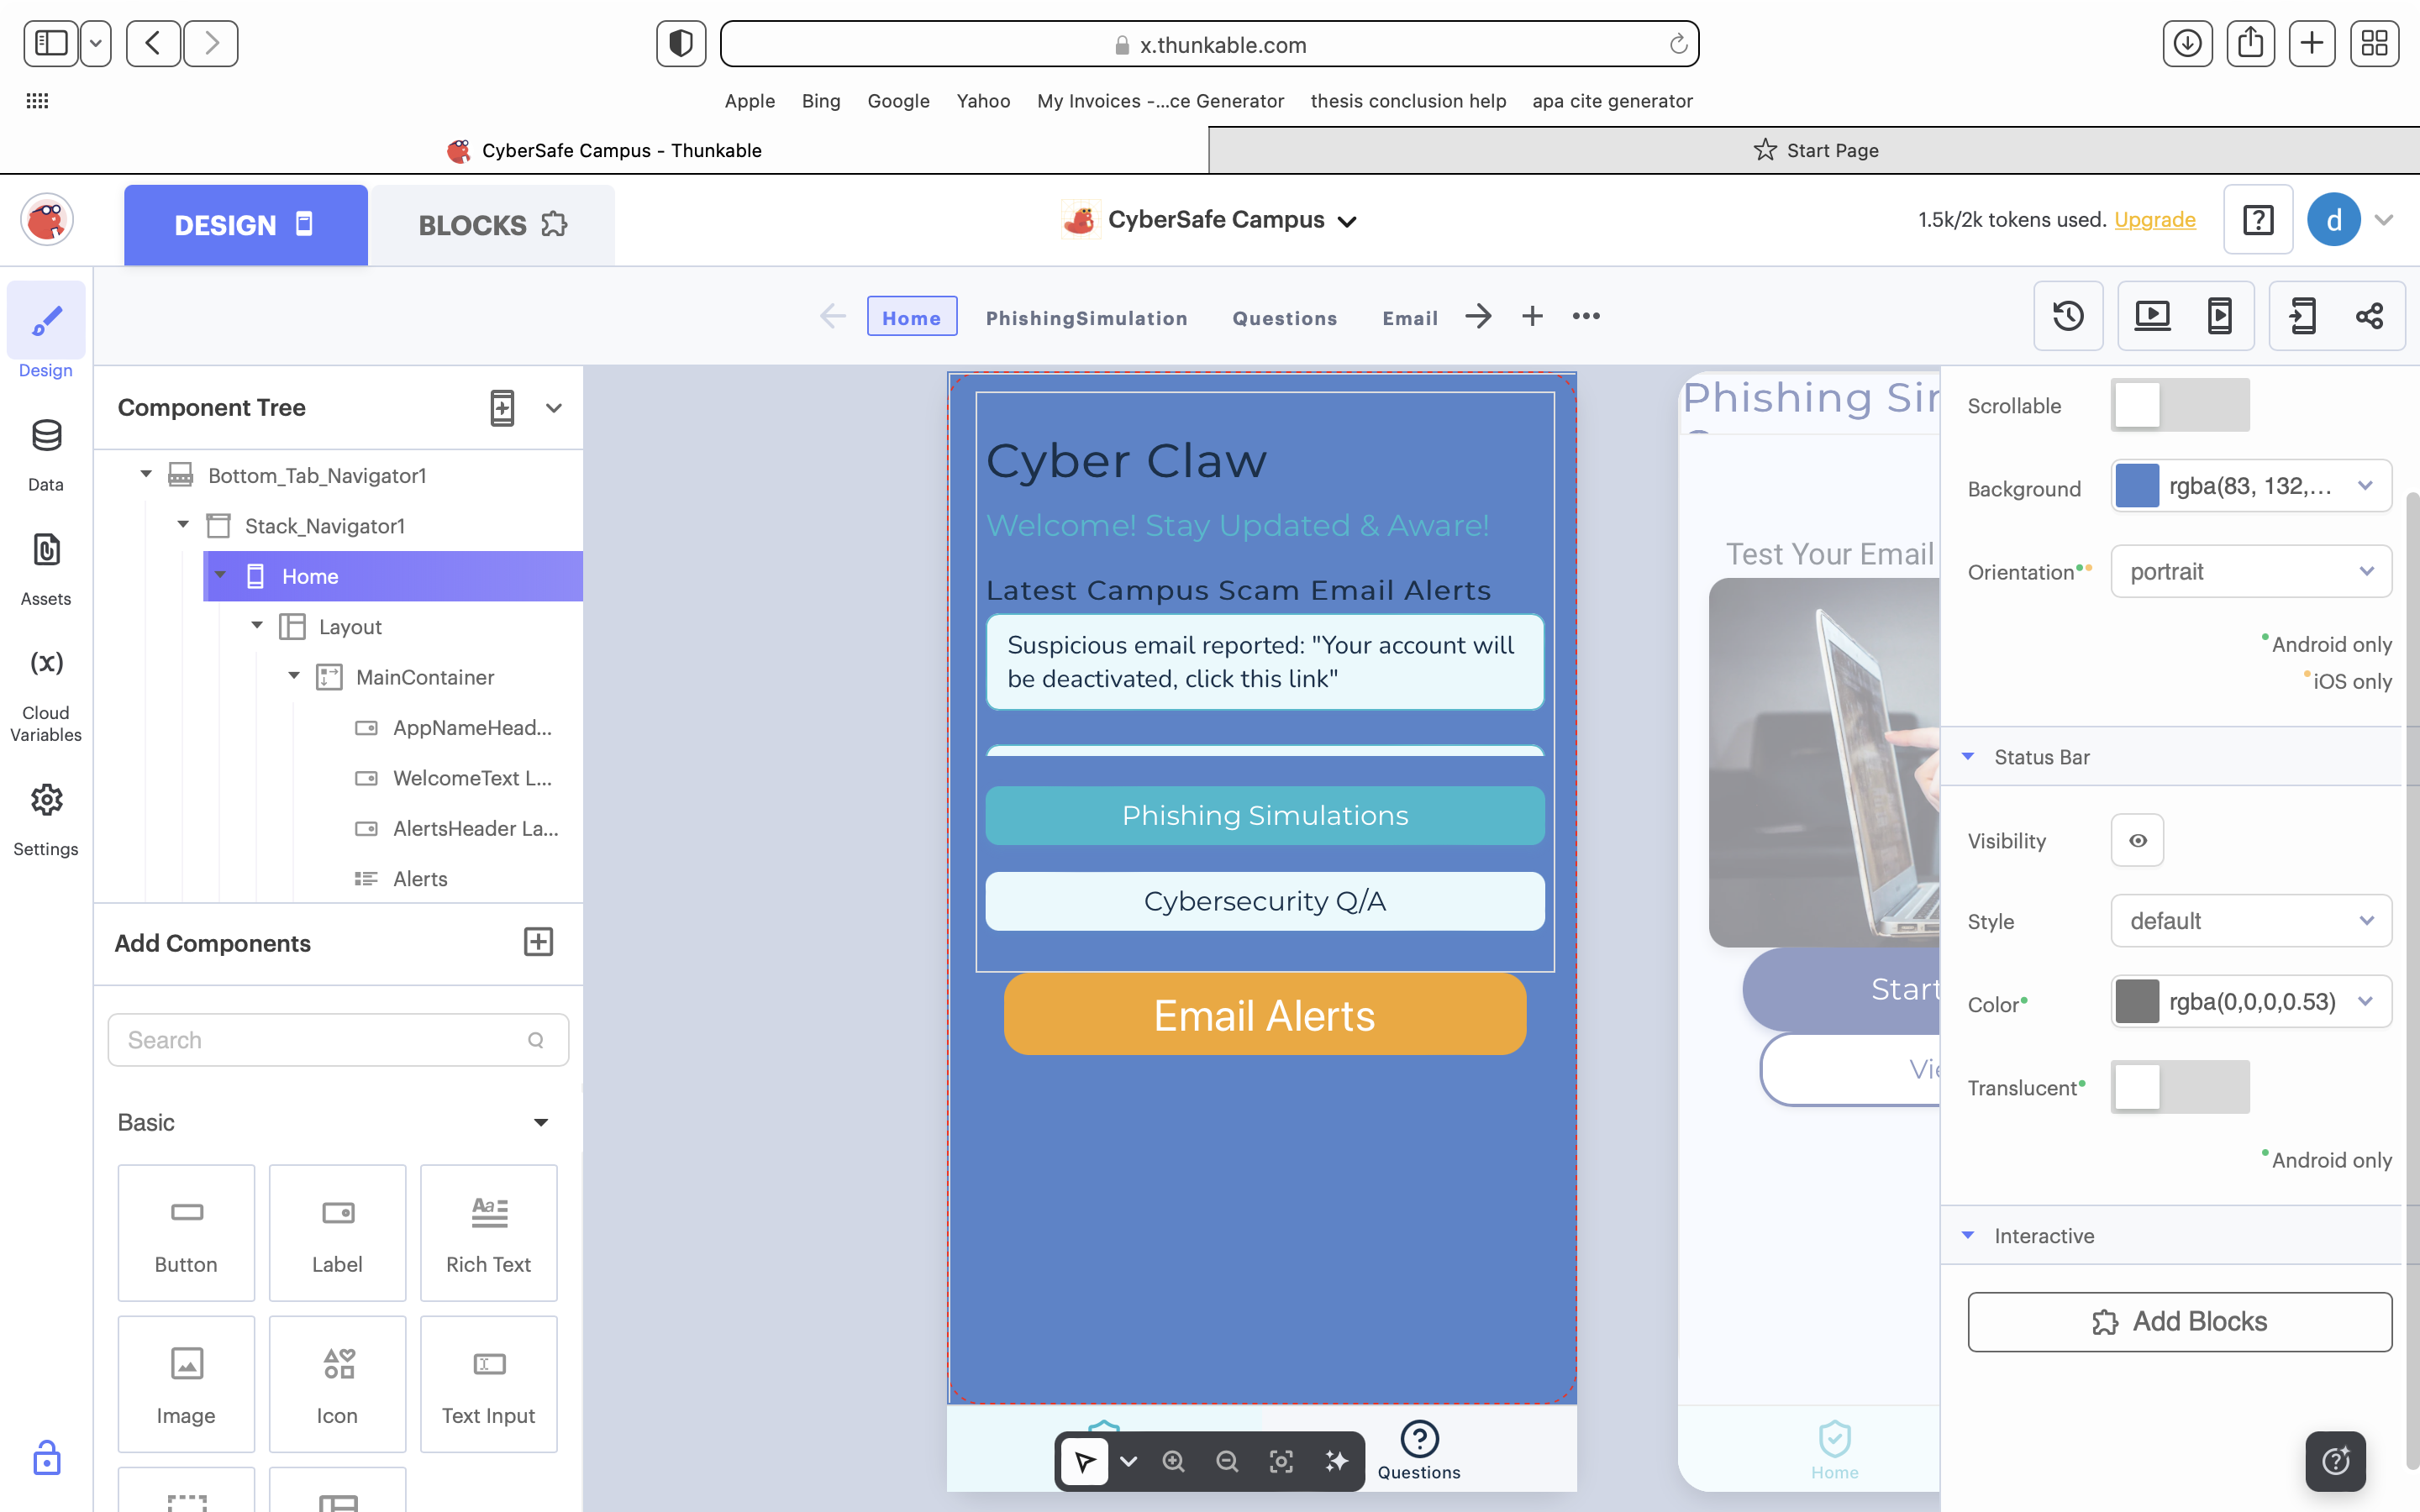 x.thunkable.com
Apple Bing Google Yahoo My Invoices -...ce Generator thesis conclusion help apa cite generator
CyberSafe Campus - Thunkable
Start Page
DESIGN
BLOCKS
CyberSafe Campus
1.5k/2k tokens used. Upgrade
d
Home PhishingSimulation Questions Email
Design
Data
Assets
(x)
Cloud
Variables
Settings
Component Tree
Bottom_Tab_Navigator1
Stack_Navigator1
Home
Layout
MainContainer
AppNameHead...
WelcomeText L...
AlertsHeader La...
Alerts
Add Components
Search
Basic
Button
Label
Aa
Rich Text
Image
Icon
Text Input
Cyber Claw
Welcome! Stay Updated & Aware!
Latest Campus Scam Email Alerts
Suspicious email reported: "Your account will
be deactivated, click this link"
Phishing Simulations
Cybersecurity Q/A
Email Alerts
Questions
Phishing Sir
Test Your Email
Start
Vie
Home
Scrollable
Background
rgba(83, 132,...
Orientation
portrait
Android only
iOS only
Status Bar
Visibility
Style
default
Color
rgba(0,0,0,0.53)
Translucent
Android only
Interactive
Add Blocks